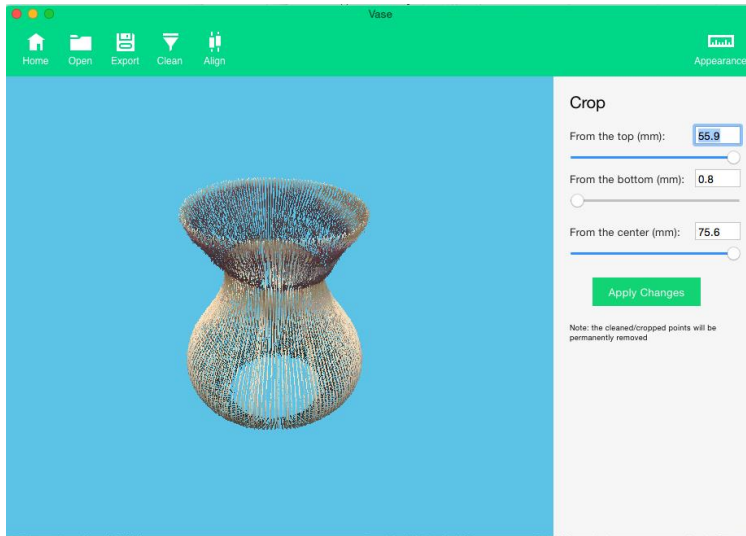 Vase
Home Open Export Clean Align Appearance
Crop
From the top (mm): 55.9
From the bottom (mm): 0.8
From the center (mm): 75.6
Apply Changes
Note: the cleaned/cropped points will be
permanently removed